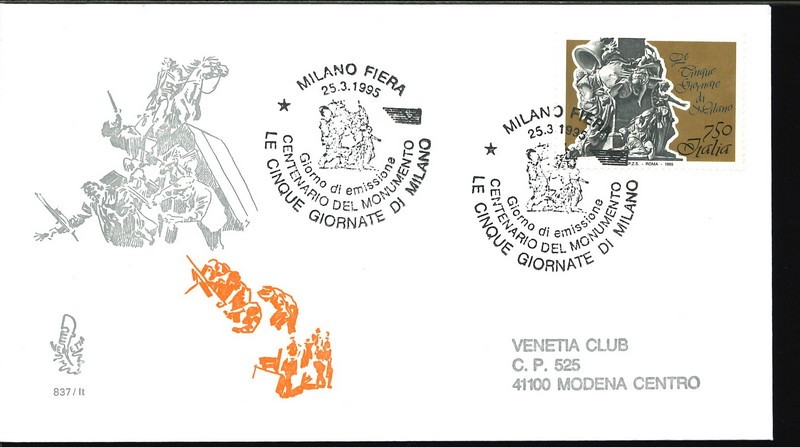 MILANO FIERA
25.3.1995
Giorno di emissione
CENTENARIO DEL MONUMENTO
LE CINQUE GIORNATE DI MILANO
Le
Cinque
Giornate
di
Milano
750
Italia
I.P.Z.S. - ROMA - 1995
MILANO FIERA
25.3.1995
Giorno di emissione
CENTENARIO DEL MONUMENTO
LE CINQUE GIORNATE DI MILANO
VENETIA CLUB
C. P. 525
41100 MODENA CENTRO
837/It